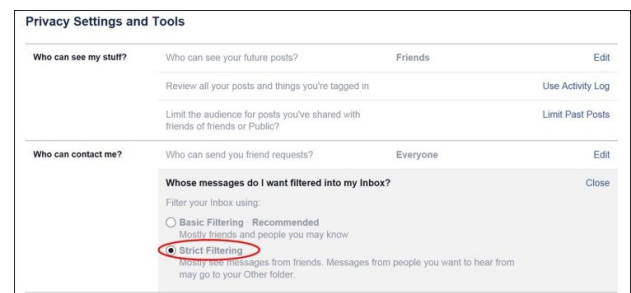 Privacy Settings and Tools
Who can see my stuff? Who can see your future posts? Friends Edit
Review all your posts and things you're tagged in Use Activity Log
Limit the audience for posts you've shared with Limit Past Posts
friends of friends or Public?
Who can contact me? Who can send you friend requests? Everyone Edit
Whose messages do I want filtered into my Inbox? Close
Filter your Inbox using:
Basic Filtering · Recommended
Mostly friends and people you may know
Strict Filtering
Mostly see messages from friends. Messages from people you want to hear from
may go to your Other folder.